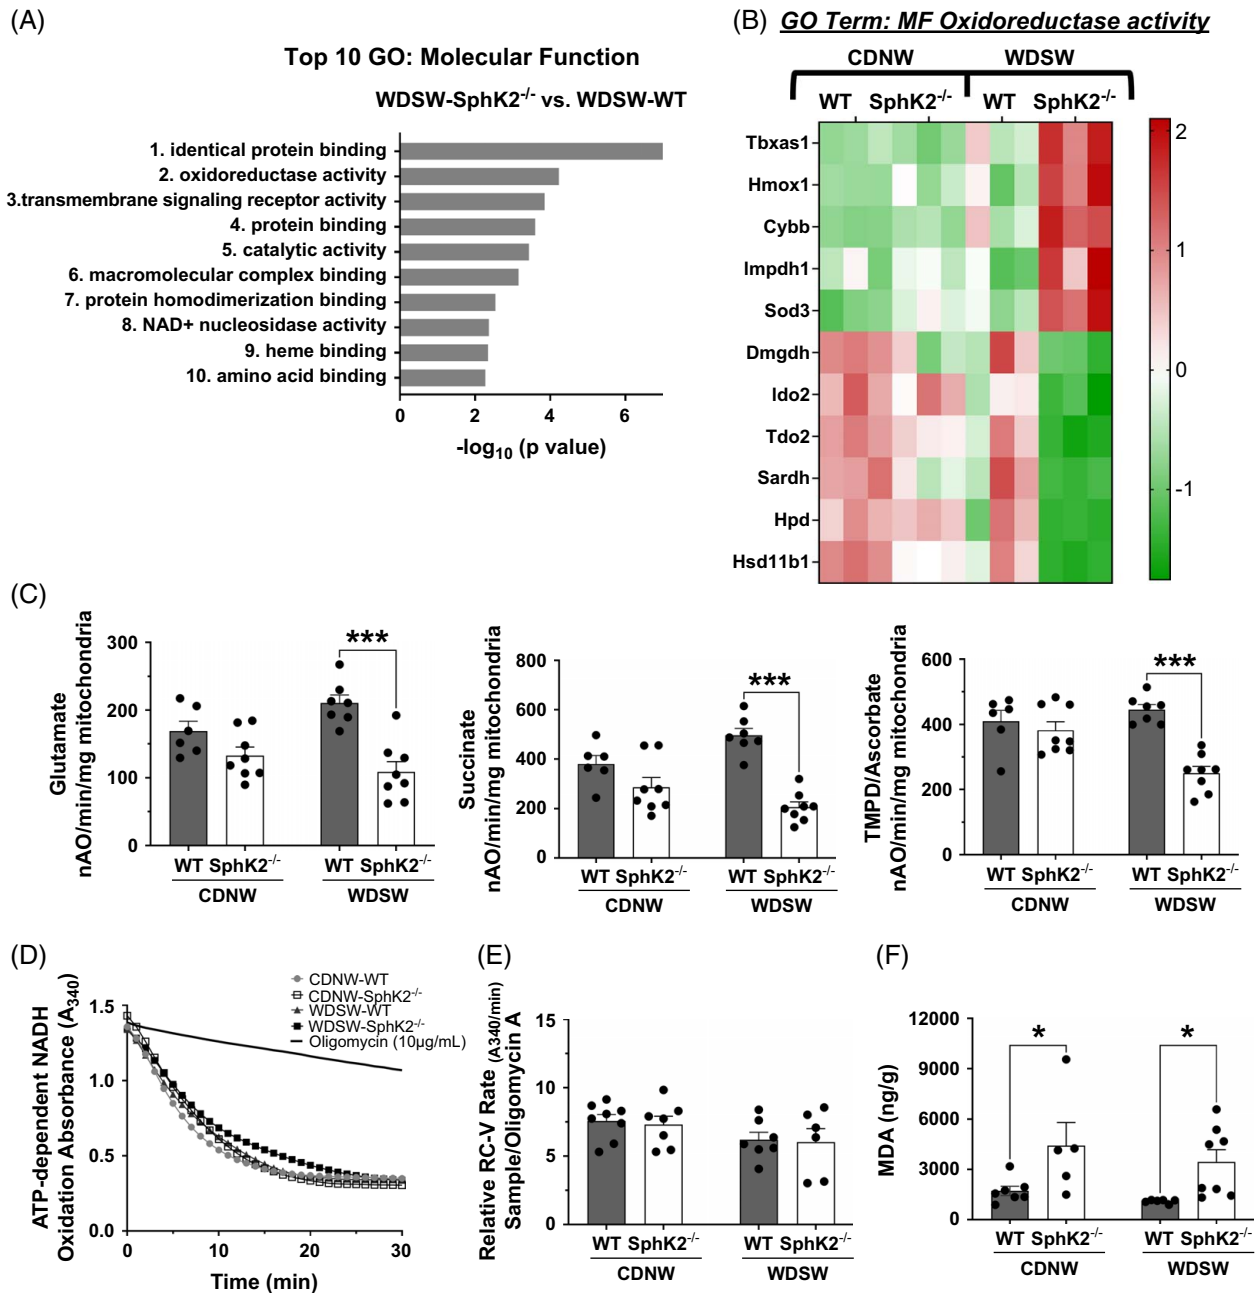 (A)
Top 10 GO: Molecular Function
WDSW-SphK2-/- vs. WDSW-WT
1. identical protein binding
2. oxidoreductase activity
3.transmembrane signaling receptor activity
4. protein binding
5. catalytic activity
6. macromolecular complex binding
7. protein homodimerization binding
8. NAD+ nucleosidase activity
9. heme binding
10. amino acid binding
0 2 4 6
-log10 (p value)
(B) GO Term: MF Oxidoreductase activity
CDNW WDSW
WT SphK2-/- WT SphK2-/-
Tbxas1
Hmox1
Cybb
Impdh1
Sod3
Dmgdh
Ido2
Tdo2
Sardh
Hpd
Hsd11b1
2
1
0
-1
(C)
Glutamate
nAO/min/mg mitochondria
300
200
100
0
***
WT SphK2-/- WT SphK2-/-
CDNW WDSW
Succinate
nAO/min/mg mitochondria
800
600
400
200
0
***
WT SphK2-/- WT SphK2-/-
CDNW WDSW
TMPD/Ascorbate
nAO/min/mg mitochondria
600
400
200
0
***
WT SphK2-/- WT SphK2-/-
CDNW WDSW
(D)
ATP-dependent NADH
Oxidation Absorbance (A340)
1.5
1.0
0.5
0.0
CDNW-WT
CDNW-SphK2-/-
WDSW-WT
WDSW-SphK2-/-
Oligomycin (10µg/mL)
0 10 20 30
Time (min)
(E)
Relative RC-V Rate (A340/min)
Sample/Oligomycin A
15
10
5
0
WT SphK2-/- WT SphK2-/-
CDNW WDSW
(F)
MDA (ng/g)
12000
9000
6000
3000
0
* *
WT SphK2-/- WT SphK2-/-
CDNW WDSW